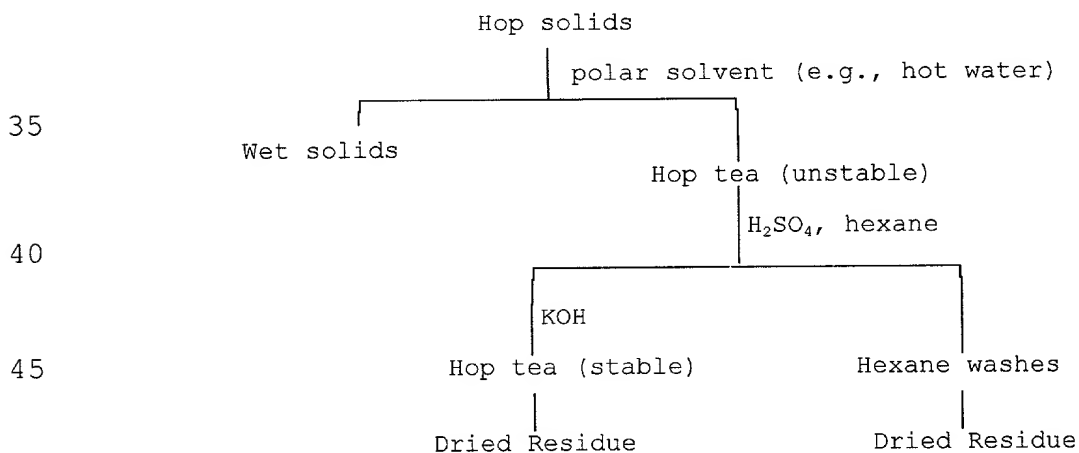 Hop solids
polar solvent (e.g., hot water)
35
Wet solids
Hop tea (unstable)
H₂SO₄, hexane
40
KOH
45 Hop tea (stable) Hexane washes
Dried Residue Dried Residue